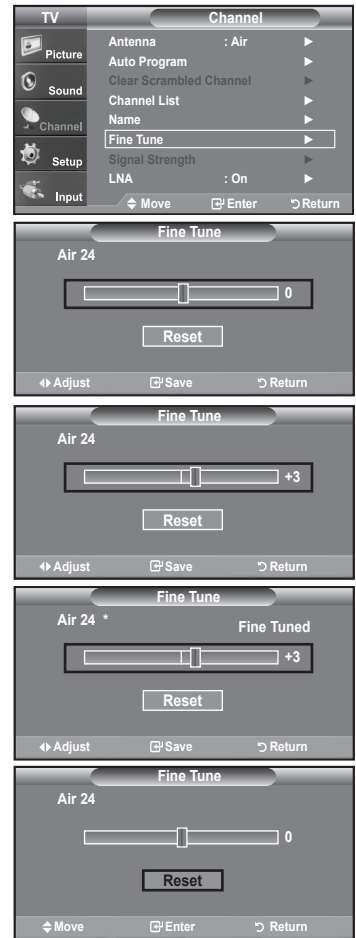 TV Channel
Picture
Sound
Channel
Setup
Input
Antenna : Air ►
Auto Program ►
Clear Scrambled Channel ►
Channel List ►
Name ►
Fine Tune ►
Signal Strength ►
LNA : On ►
Move Enter Return
Fine Tune
Air 24
0
Reset
Adjust Save Return
Fine Tune
Air 24
+3
Reset
Adjust Save Return
Fine Tune
Air 24 * Fine Tuned
+3
Reset
Adjust Save Return
Fine Tune
Air 24
0
Reset
Move Enter Return